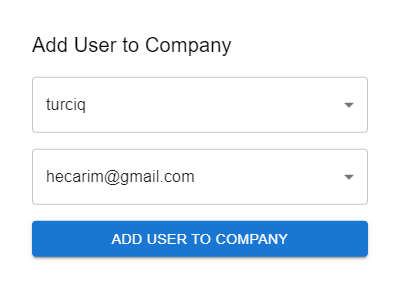 Add User to Company
turciq
hecarim@gmail.com
ADD USER TO COMPANY